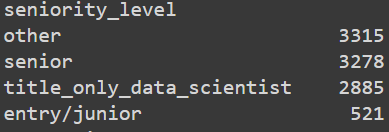 seniority_level
other 3315
senior 3278
title_only_data_scientist 2885
entry/junior 521